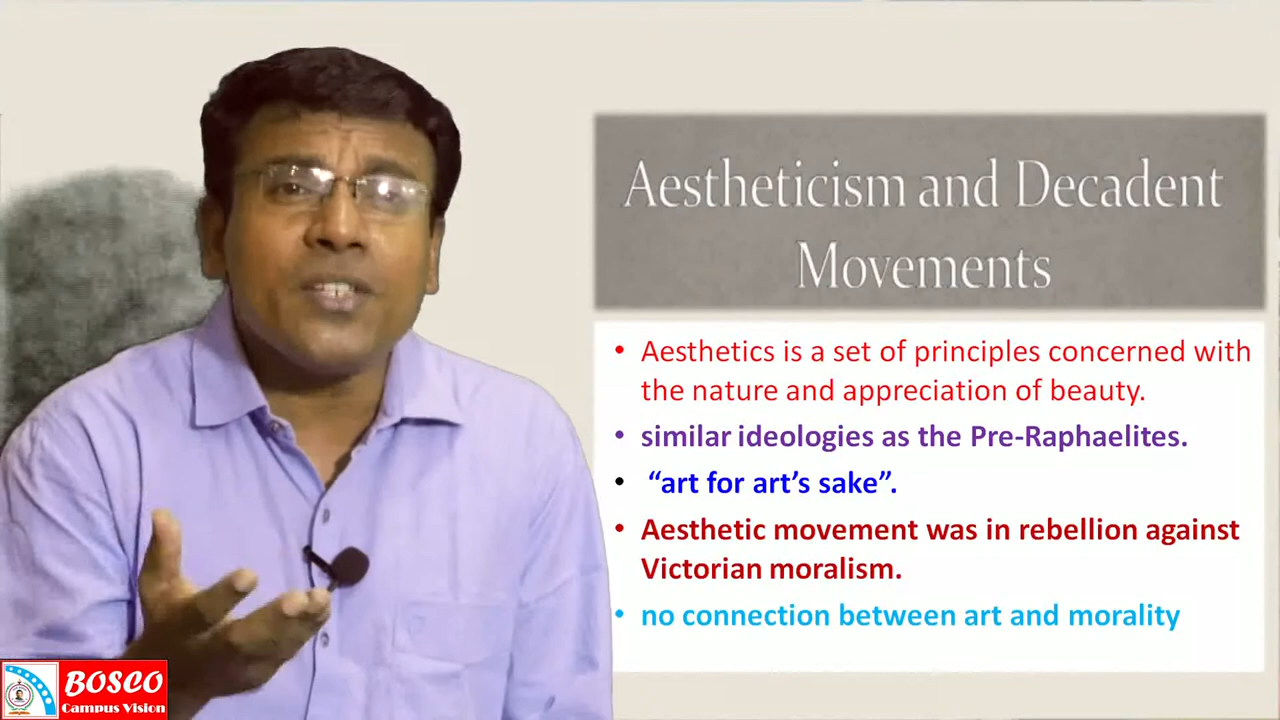 Aestheticism and Decadent
Movements
• Aesthetics is a set of principles concerned with
the nature and appreciation of beauty.
• similar ideologies as the Pre-Raphaelites.
• “art for art’s sake”.
• Aesthetic movement was in rebellion against
Victorian moralism.
• no connection between art and morality
BOSCO
Campus Vision